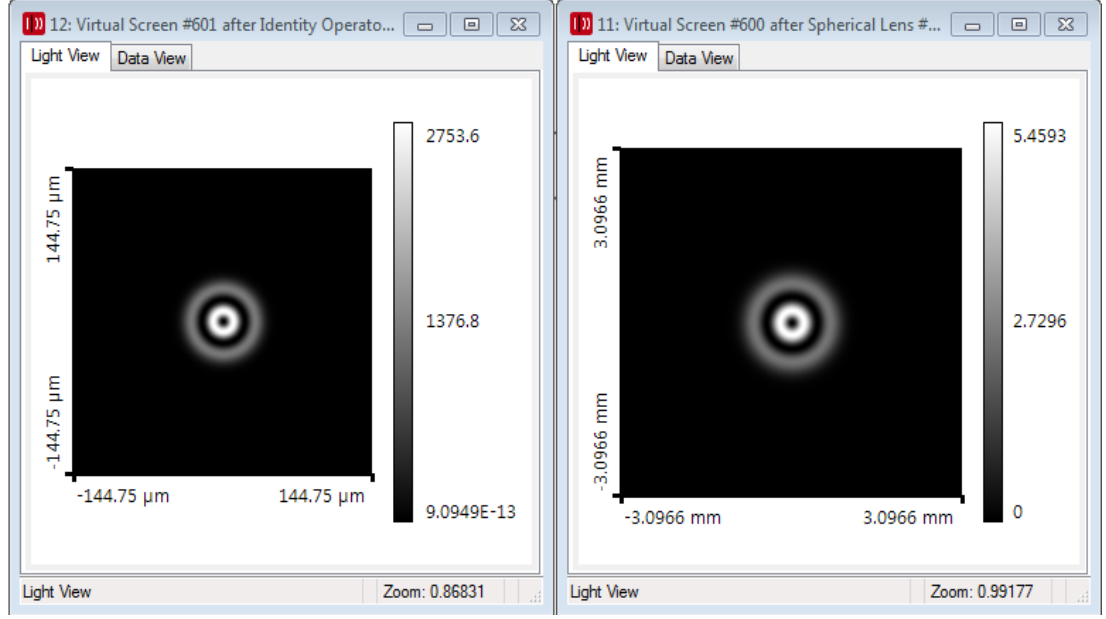 12: Virtual Screen #601 after Identity Operato...
Light View Data View
2753.6
144.75 µm
1376.8
-144.75 µm
-144.75 µm 144.75 µm
9.0949E-13
Light View Zoom: 0.86831
11: Virtual Screen #600 after Spherical Lens #...
Light View Data View
5.4593
3.0966 mm
2.7296
-3.0966 mm
0
-3.0966 mm 3.0966 mm
Light View Zoom: 0.99177